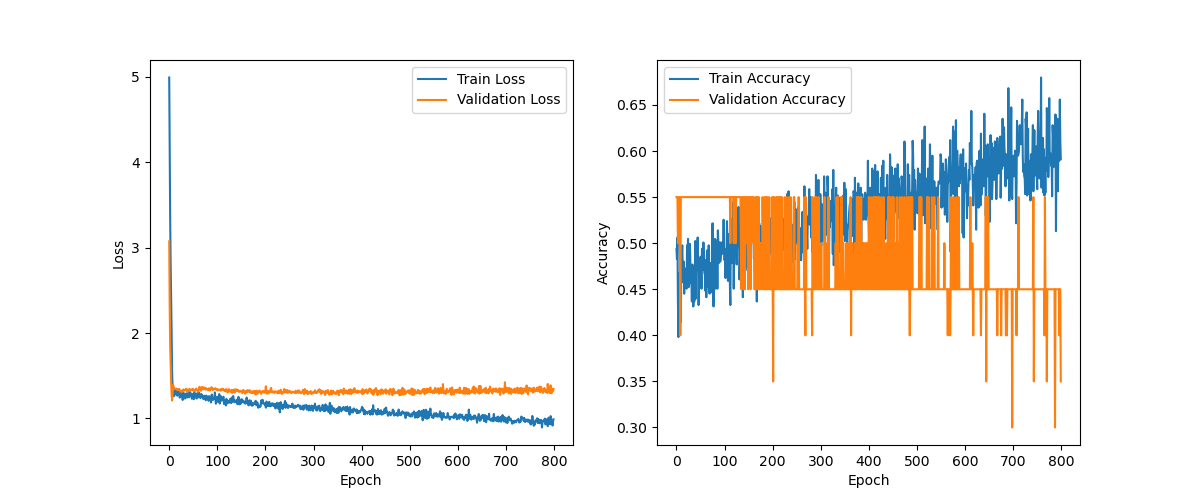 5
4
3
2
1
Loss
0 100 200 300 400 500 600 700 800
Epoch
Train Loss
Validation Loss
0.65
0.60
0.55
0.50
0.45
0.40
0.35
0.30
Accuracy
0 100 200 300 400 500 600 700 800
Epoch
Train Accuracy
Validation Accuracy